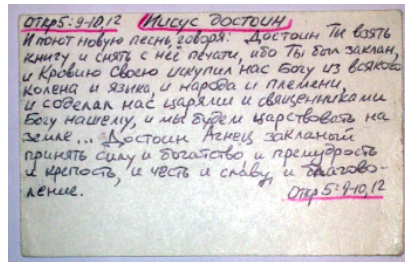 Откр 5:9-10,12 Иисус достоин
И поют новую песнь, говоря: Достоин Ты взять
книгу и снять с неё печати, ибо Ты был заклан,
и Кровию Своею искупил нас Богу из всякого
колена и языка, и народа и племени,
и соделал нас царями и священниками
Богу нашему, и мы будем царствовать на
земле... Достоин Агнец закланый
принять силу и богатство, и премудрость
и крепость, и честь и славу, и благово-
ление.
Откр 5:9-10,12